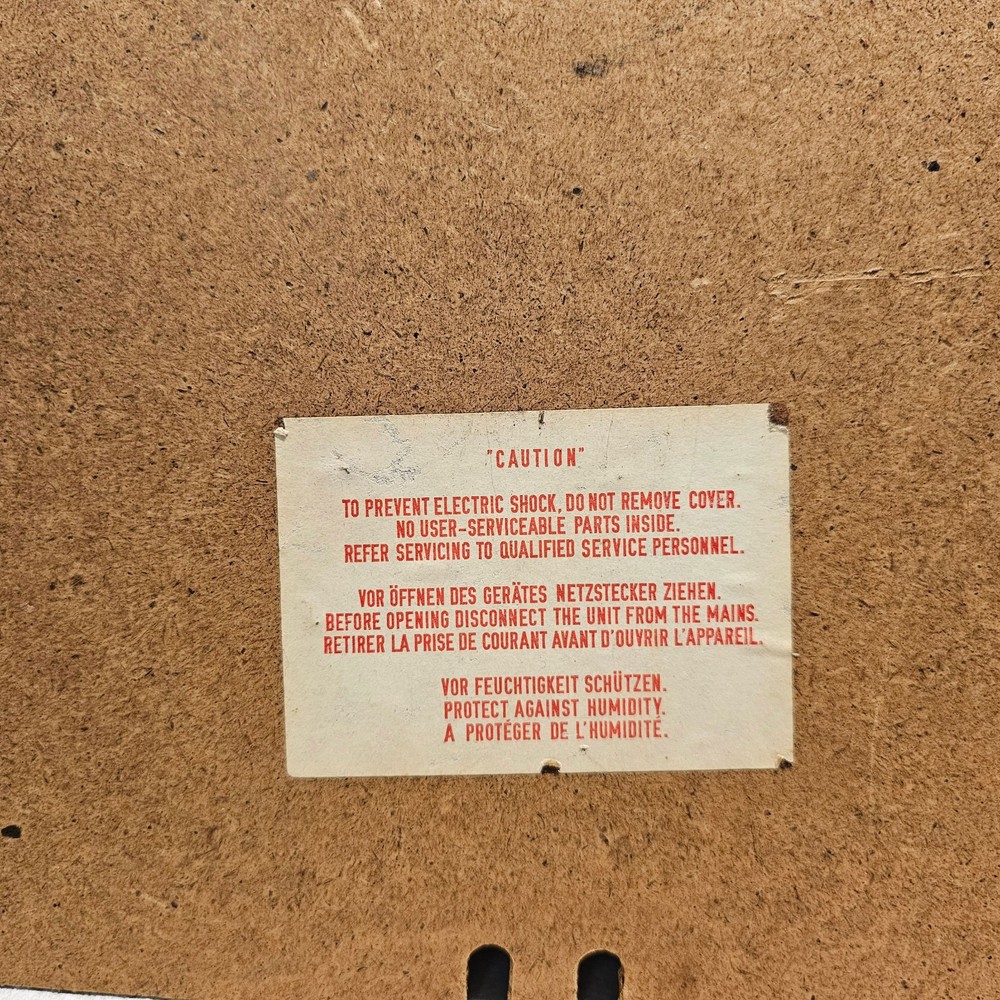 "CAUTION"
TO PREVENT ELECTRIC SHOCK, DO NOT REMOVE COVER.
NO USER-SERVICEABLE PARTS INSIDE.
REFER SERVICING TO QUALIFIED SERVICE PERSONNEL.
VOR ÖFFNEN DES GERÄTES NETZSTECKER ZIEHEN.
BEFORE OPENING DISCONNECT THE UNIT FROM THE MAINS.
RETIRER LA PRISE DE COURANT AVANT D'OUVRIR L'APPAREIL.
VOR FEUCHTIGKEIT SCHÜTZEN.
PROTECT AGAINST HUMIDITY.
A PROTÉGER DE L'HUMIDITÉ.